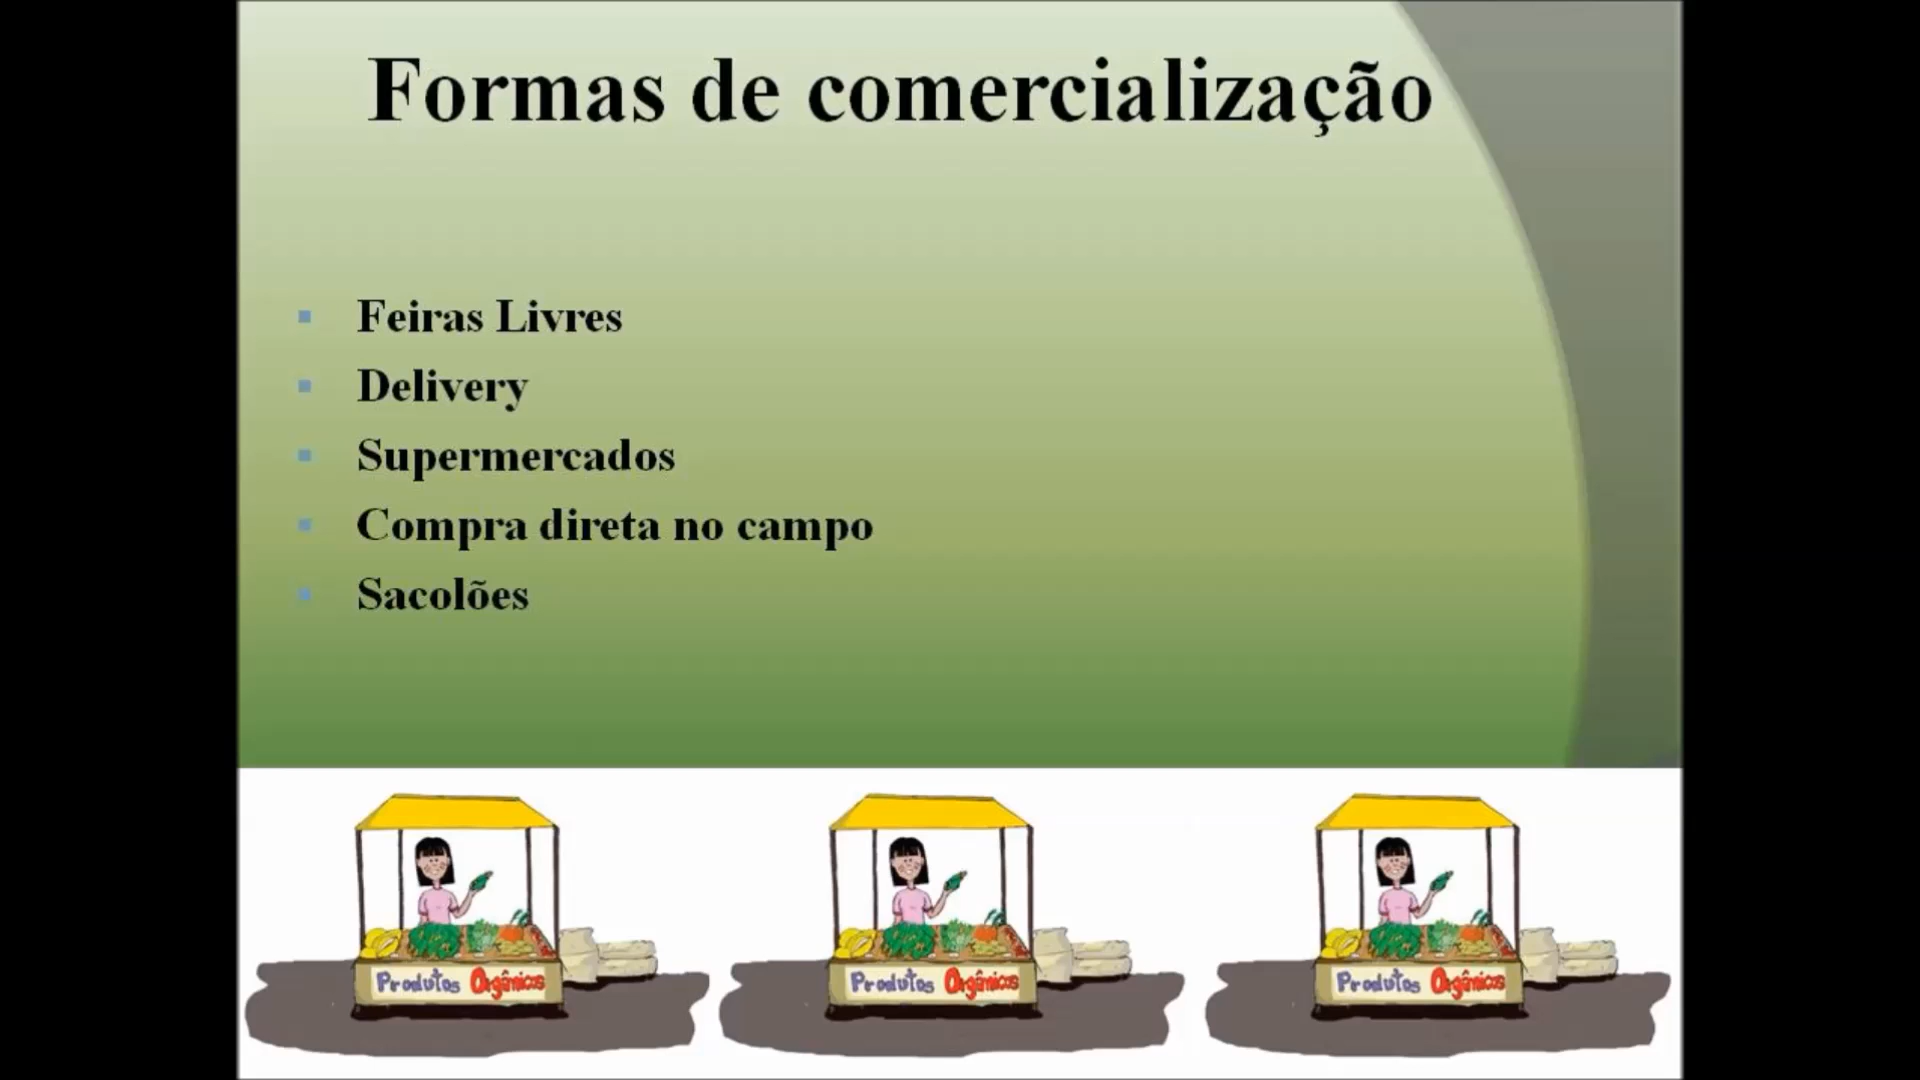 Formas de comercialização
Feiras Livres
Delivery
Supermercados
Compra direta no campo
Sacolões
Produtos Orgânicos
Produtos Orgânicos
Produtos Orgânicos